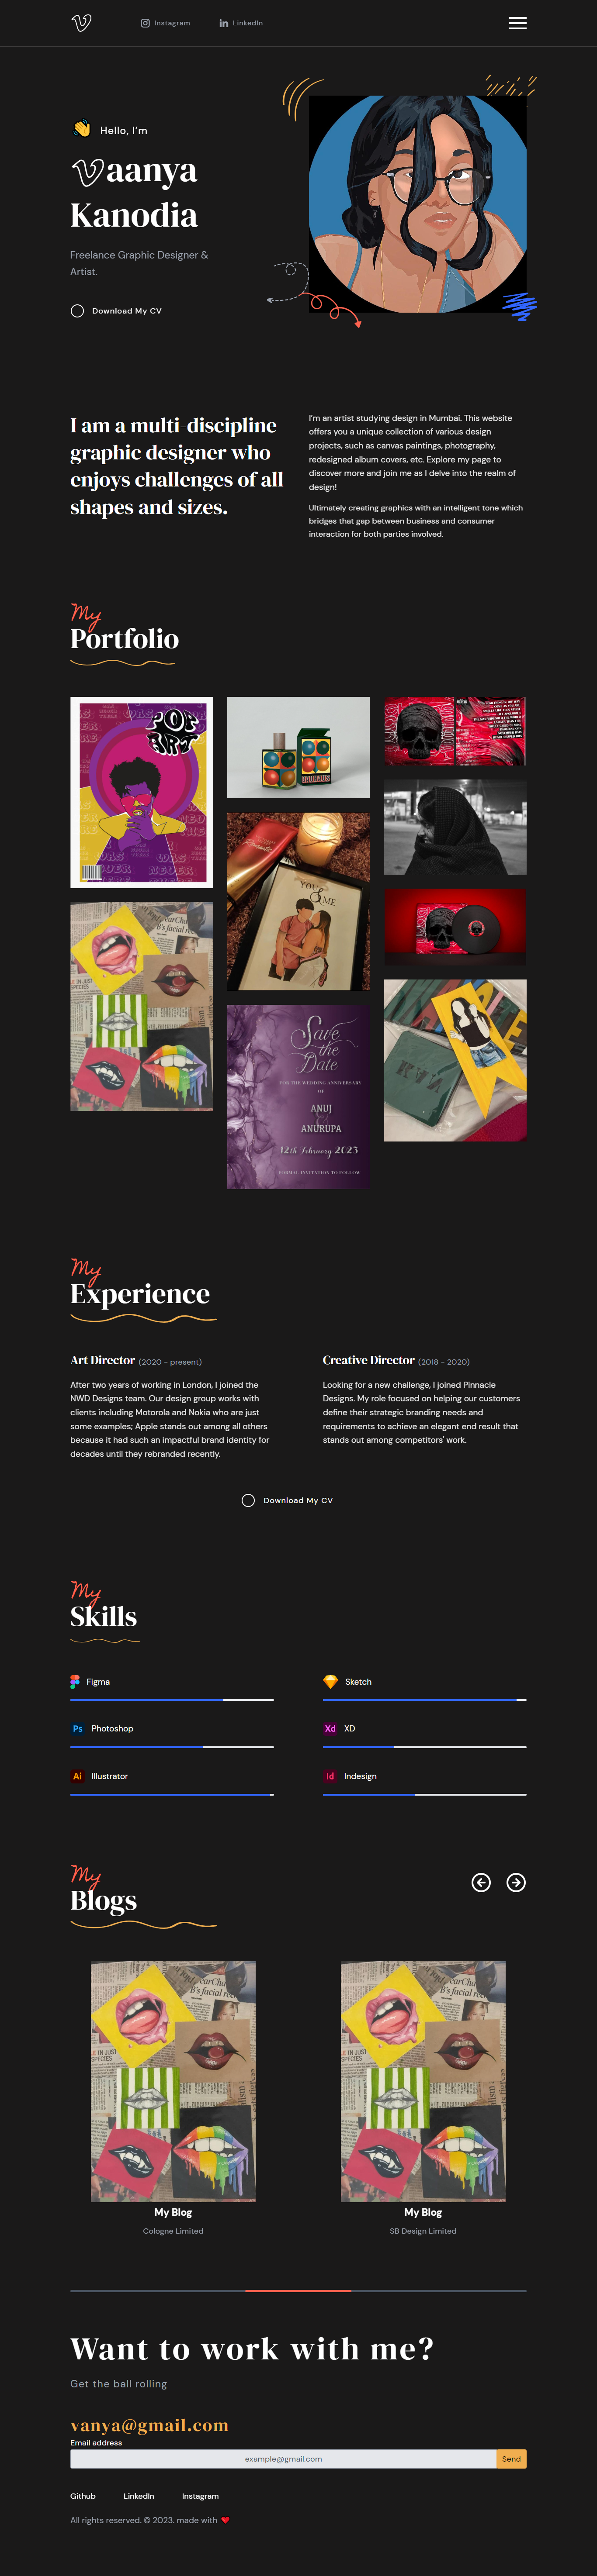 Instagram
LinkedIn
Hello, I'm
Vaanya
Kanodia
Freelance Graphic Designer &
Artist.
Download My CV
I am a multi-discipline
graphic designer who
enjoys challenges of all
shapes and sizes.
I'm an artist studying design in Mumbai. This website
offers you a unique collection of various design
projects, such as canvas paintings, photography,
redesigned album covers, etc. Explore my page to
discover more and join me as I delve into the realm of
design!
Ultimately creating graphics with an intelligent tone which
bridges that gap between business and consumer
interaction for both parties involved.
My
Portfolio
POP
ART
BAUHAUS
YOU
& ME
Save
the
Date
FOR THE WEDDING ANNIVERSARY
OF
ANUJ
&
ANURUPA
12th February 2023
FORMAL INVITATION TO FOLLOW
My
Experience
Art Director (2020 - present)
After two years of working in London, I joined the
NWD Designs team. Our design group works with
clients including Motorola and Nokia who are just
some examples; Apple stands out among all others
because it had such an impactful brand identity for
decades until they rebranded recently.
Creative Director (2018 - 2020)
Looking for a new challenge, I joined Pinnacle
Designs. My role focused on helping our customers
define their strategic branding needs and
requirements to achieve an elegant end result that
stands out among competitors' work.
Download My CV
My
Skills
Figma
Sketch
Ps Photoshop
Xd XD
Ai Illustrator
Id Indesign
My
Blogs
My Blog
Cologne Limited
My Blog
SB Design Limited
Want to work with me?
Get the ball rolling
vanya@gmail.com
Email address
example@gmail.com
Send
Github
LinkedIn
Instagram
All rights reserved. © 2023. made with